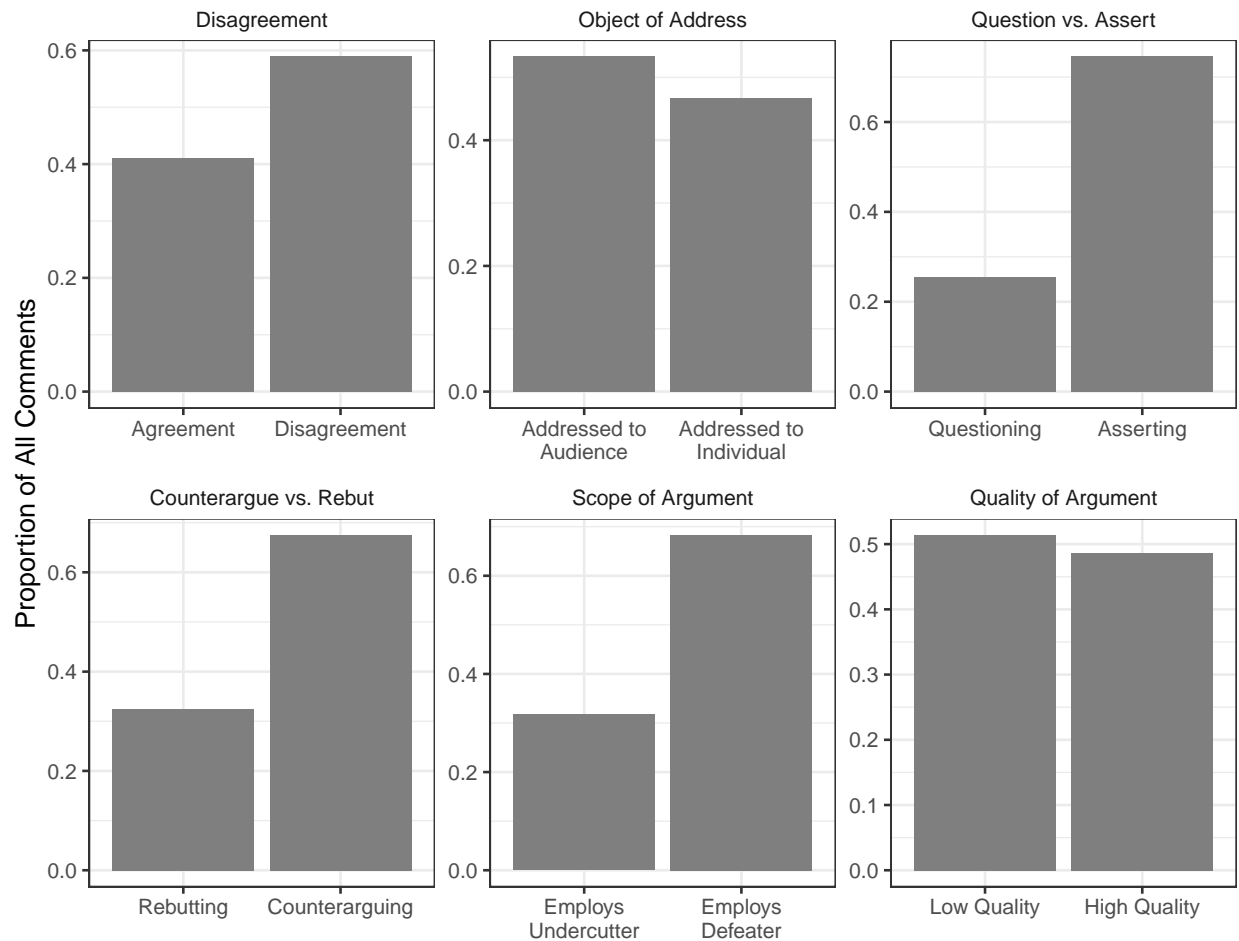 Proportion of All Comments
Disagreement
0.6
0.4
0.2
0.0
Agreement Disagreement
Object of Address
0.4
0.2
0.0
Addressed to Addressed to
Audience Individual
Question vs. Assert
0.6
0.4
0.2
0.0
Questioning Asserting
Counterargue vs. Rebut
0.6
0.4
0.2
0.0
Rebutting Counterarguing
Scope of Argument
0.6
0.4
0.2
0.0
Employs Employs
Undercutter Defeater
Quality of Argument
0.5
0.4
0.3
0.2
0.1
0.0
Low Quality High Quality